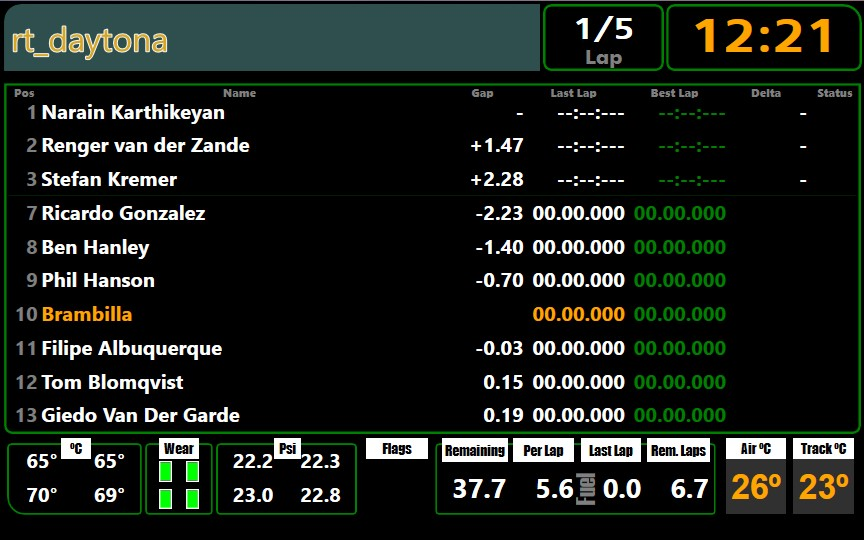 rt_daytona
1/5
Lap
12:21
Pos Name Gap Last Lap Best Lap Delta Status
1 Narain Karthikeyan - --:--:--- --:--:--- -
2 Renger van der Zande +1.47 --:--:--- --:--:--- -
3 Stefan Kremer +2.28 --:--:--- --:--:--- -
7 Ricardo Gonzalez -2.23 00.00.000 00.00.000
8 Ben Hanley -1.40 00.00.000 00.00.000
9 Phil Hanson -0.70 00.00.000 00.00.000
10 Brambilla 00.00.000 00.00.000
11 Filipe Albuquerque -0.03 00.00.000 00.00.000
12 Tom Blomqvist 0.15 00.00.000 00.00.000
13 Giedo Van Der Garde 0.19 00.00.000 00.00.000
ºC
65° 65°
70° 69°
Wear
Psi
22.2 22.3
23.0 22.8
Flags
Remaining Per Lap Last Lap Rem. Laps
37.7 5.6 Fuel 0.0 6.7
Air ºC
26º
Track ºC
23º